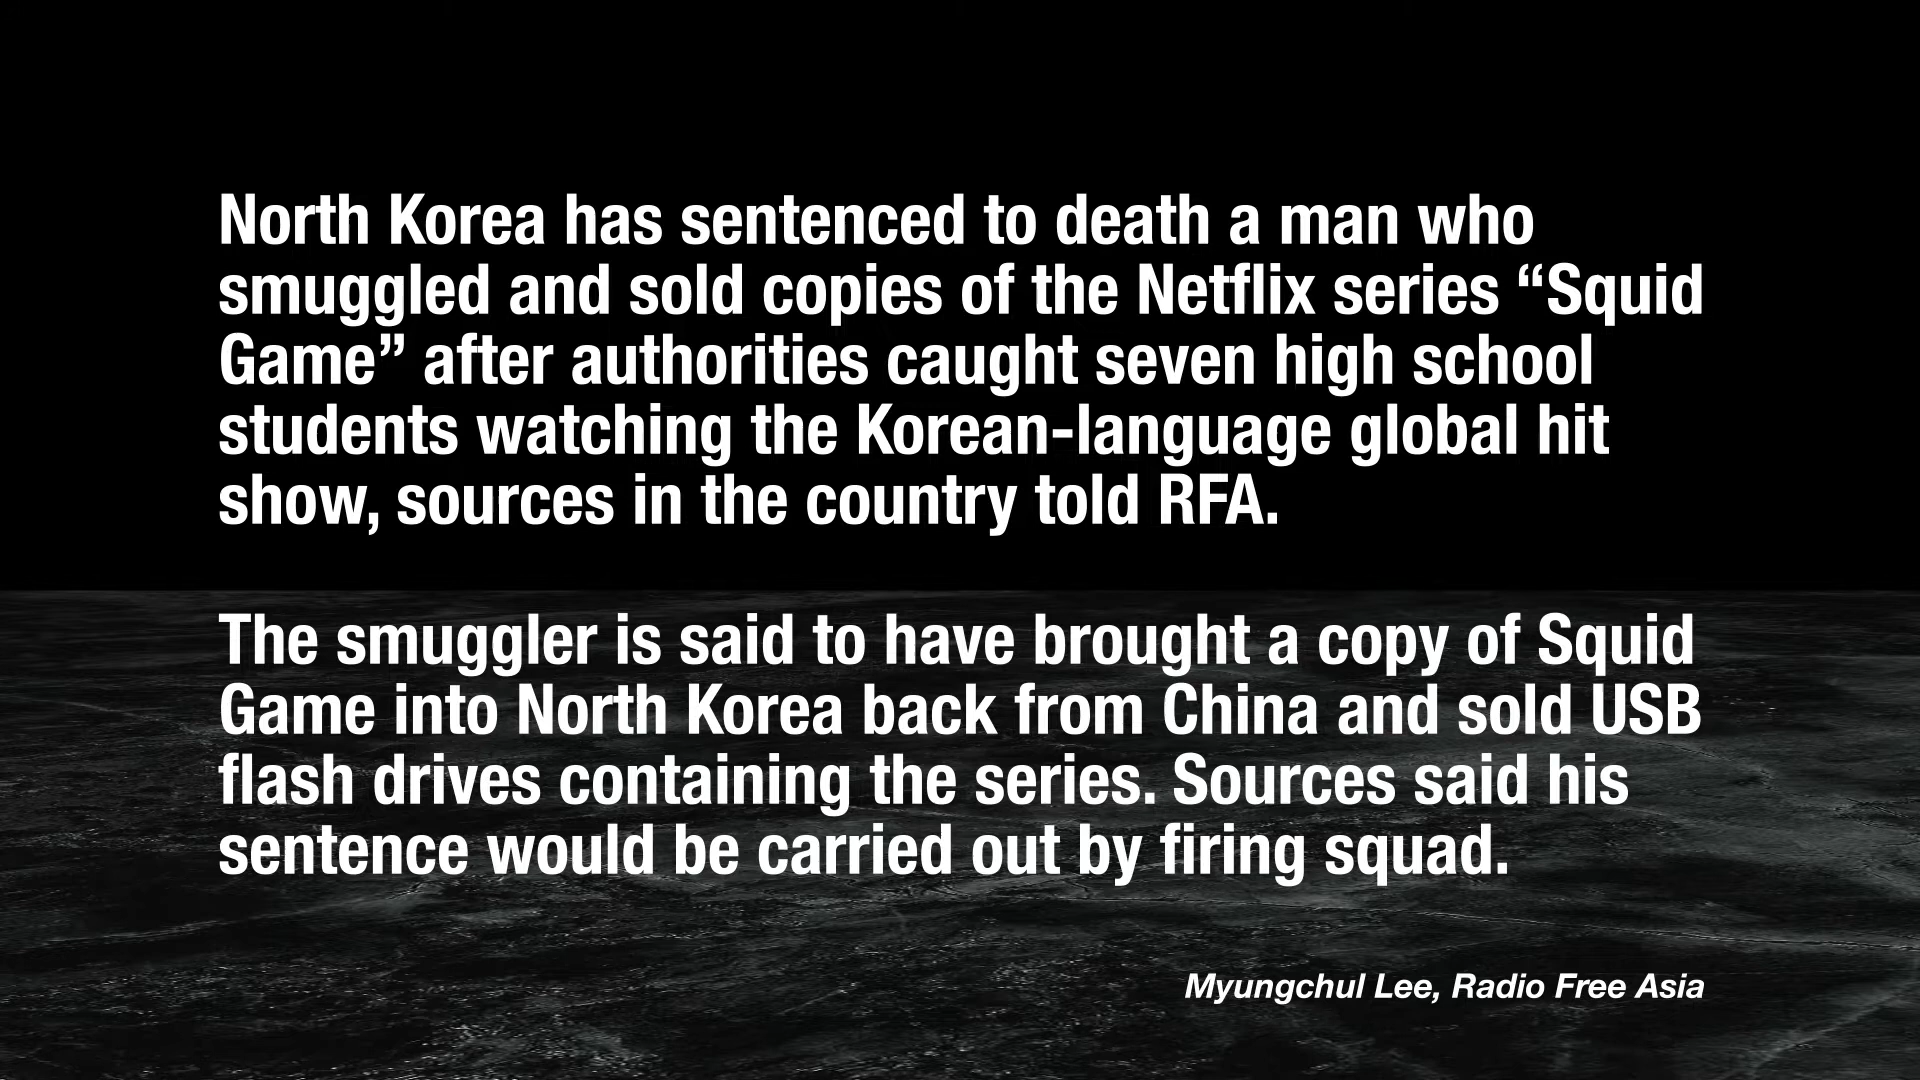 North Korea has sentenced to death a man who
smuggled and sold copies of the Netflix series “Squid
Game” after authorities caught seven high school
students watching the Korean-language global hit
show, sources in the country told RFA.
The smuggler is said to have brought a copy of Squid
Game into North Korea back from China and sold USB
flash drives containing the series. Sources said his
sentence would be carried out by firing squad.
Myungchul Lee, Radio Free Asia